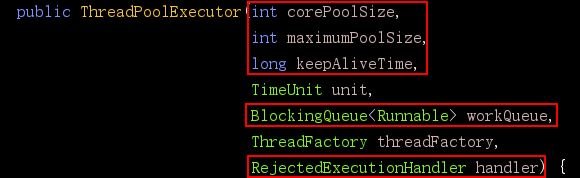 public ThreadPoolExecutor(int corePoolSize,
int maximumPoolSize,
long keepAliveTime,
TimeUnit unit,
BlockingQueue<Runnable> workQueue,
ThreadFactory threadFactory,
RejectedExecutionHandler handler) {